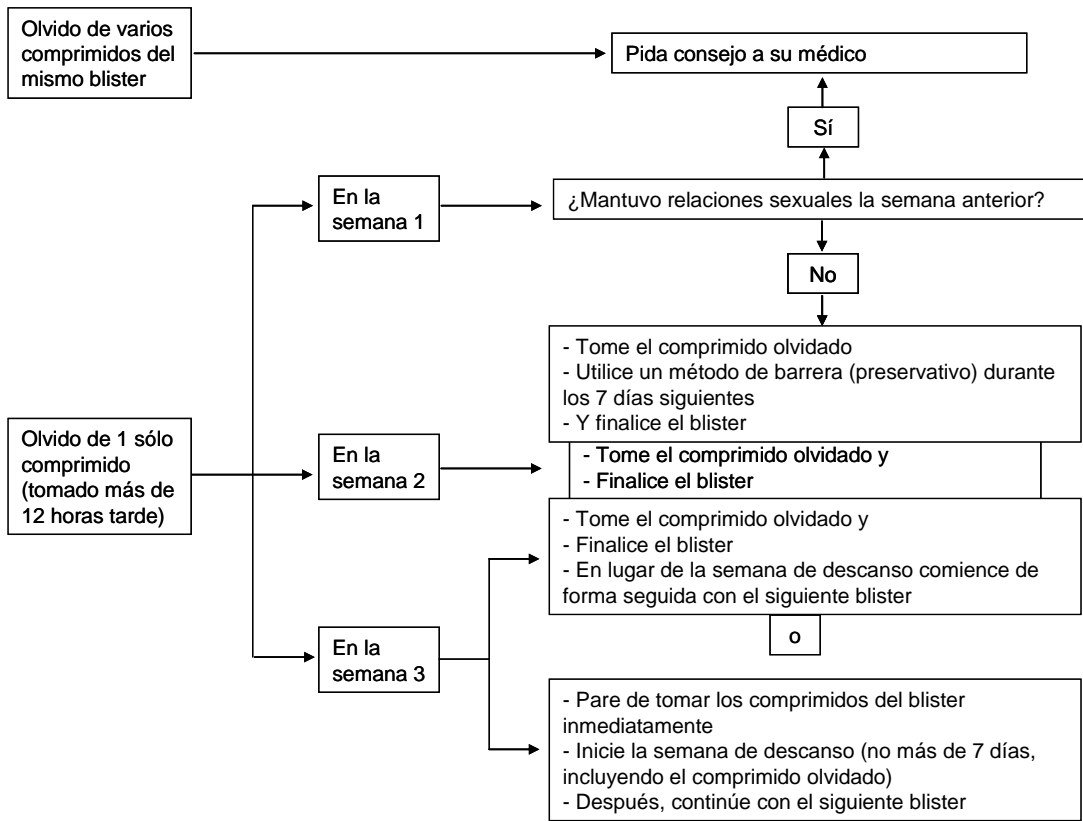 Olvido de varios
comprimidos del
mismo blister
Pida consejo a su médico
Sí
En la
semana 1
¿Mantuvo relaciones sexuales la semana anterior?
No
- Tome el comprimido olvidado
- Utilice un método de barrera (preservativo) durante
los 7 días siguientes
- Y finalice el blister
Olvido de 1 sólo
comprimido
(tomado más de
12 horas tarde)
En la
semana 2
- Tome el comprimido olvidado y
- Finalice el blister
- Tome el comprimido olvidado y
- Finalice el blister
- En lugar de la semana de descanso comience de
forma seguida con el siguiente blister
o
En la
semana 3
- Pare de tomar los comprimidos del blister
inmediatamente
- Inicie la semana de descanso (no más de 7 días,
incluyendo el comprimido olvidado)
- Después, continúe con el siguiente blister